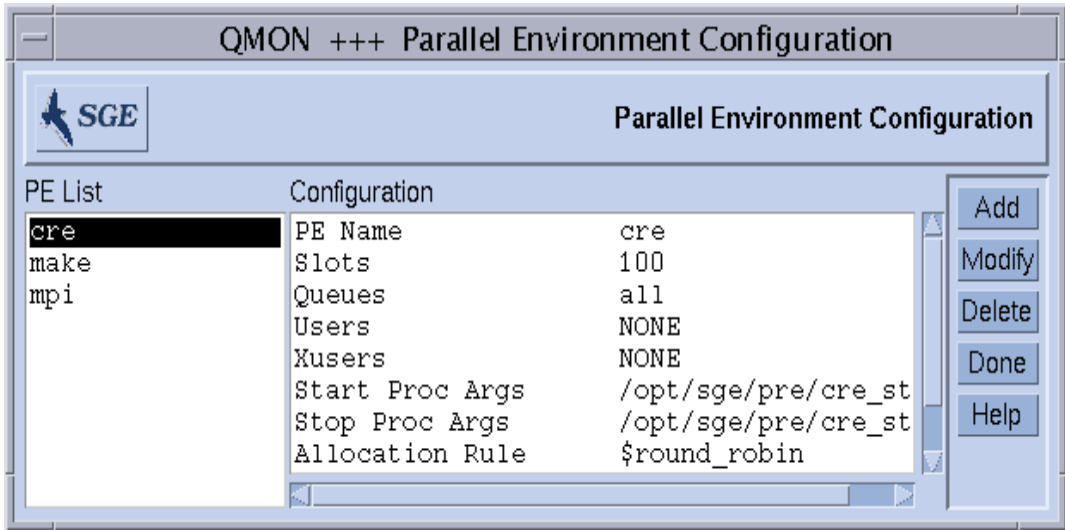 QMON +++ Parallel Environment Configuration
SGE
Parallel Environment Configuration
PE List
cre
make
mpi
Configuration
PE Name cre
Slots 100
Queues all
Users NONE
Xusers NONE
Start Proc Args /opt/sge/pre/cre_st
Stop Proc Args /opt/sge/pre/cre_st
Allocation Rule $round_robin
Add
Modify
Delete
Done
Help